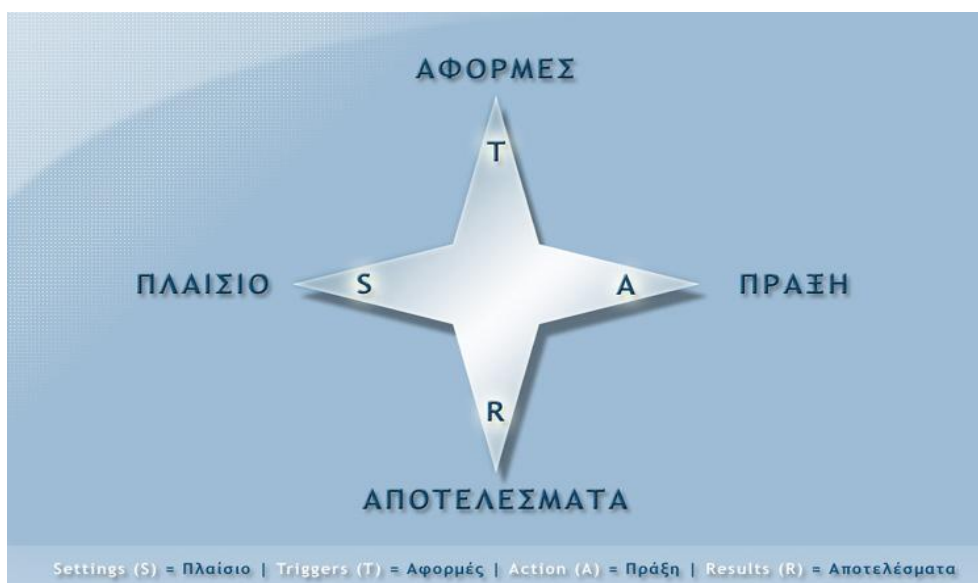 ΑΦΟΡΜΕΣ
T
ΠΛΑΙΣΙΟ S A ΠΡΑΞΗ
R
ΑΠΟΤΕΛΕΣΜΑΤΑ
Settings (S) = Πλαίσιο | Triggers (T) = Αφορμές | Action (A) = Πράξη | Results (R) = Αποτελέσματα